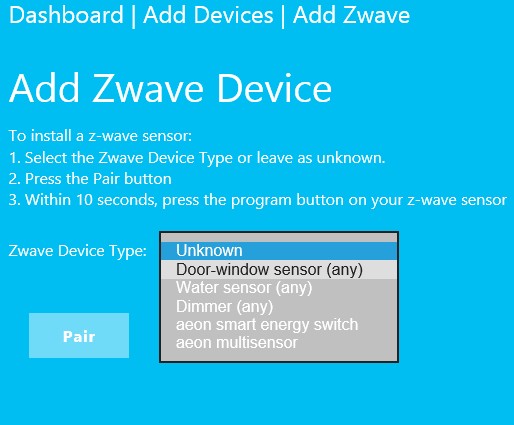 Dashboard | Add Devices | Add Zwave
Add Zwave Device
To install a z-wave sensor:
1. Select the Zwave Device Type or leave as unknown.
2. Press the Pair button
3. Within 10 seconds, press the program button on your z-wave sensor
Zwave Device Type:
Unknown
Door-window sensor (any)
Water sensor (any)
Dimmer (any)
aeon smart energy switch
aeon multisensor
Pair